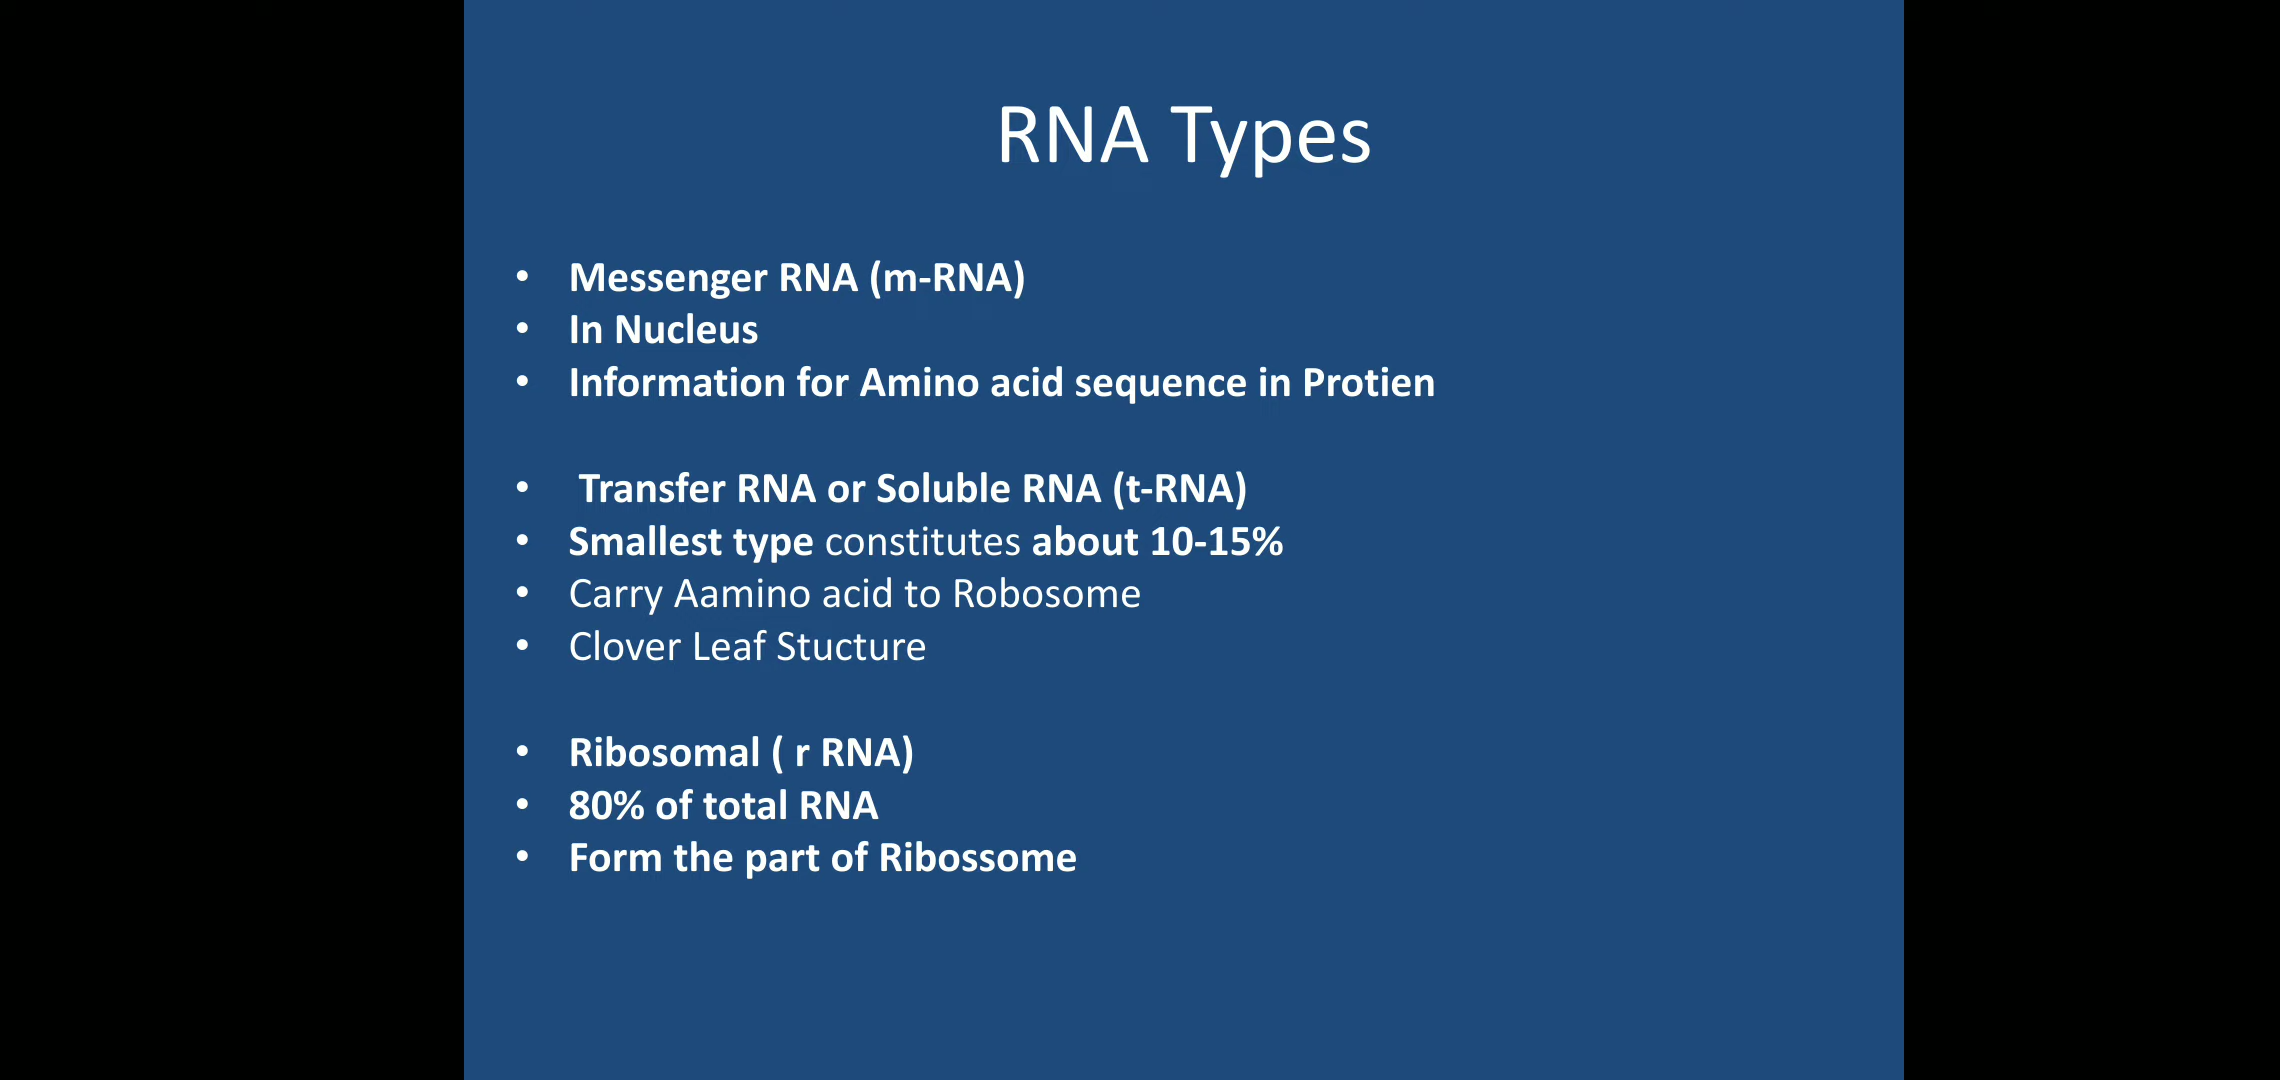 RNA Types
• Messenger RNA (m-RNA)
• In Nucleus
• Information for Amino acid sequence in Protien
• Transfer RNA or Soluble RNA (t-RNA)
• Smallest type constitutes about 10-15%
• Carry Aamino acid to Robosome
• Clover Leaf Stucture
• Ribosomal ( r RNA)
• 80% of total RNA
• Form the part of Ribossome